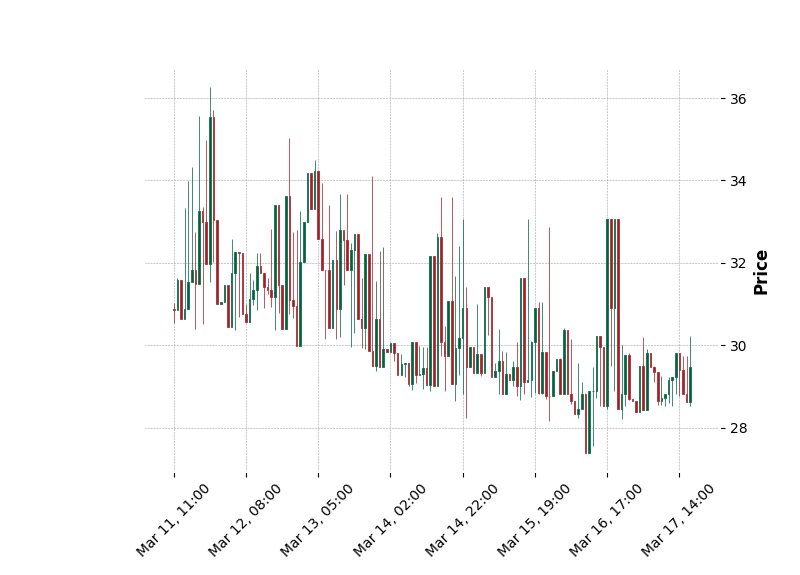 36
34
32
30
28
Price
Mar 11, 11:00
Mar 12, 08:00
Mar 13, 05:00
Mar 14, 02:00
Mar 14, 22:00
Mar 15, 19:00
Mar 16, 17:00
Mar 17, 14:00